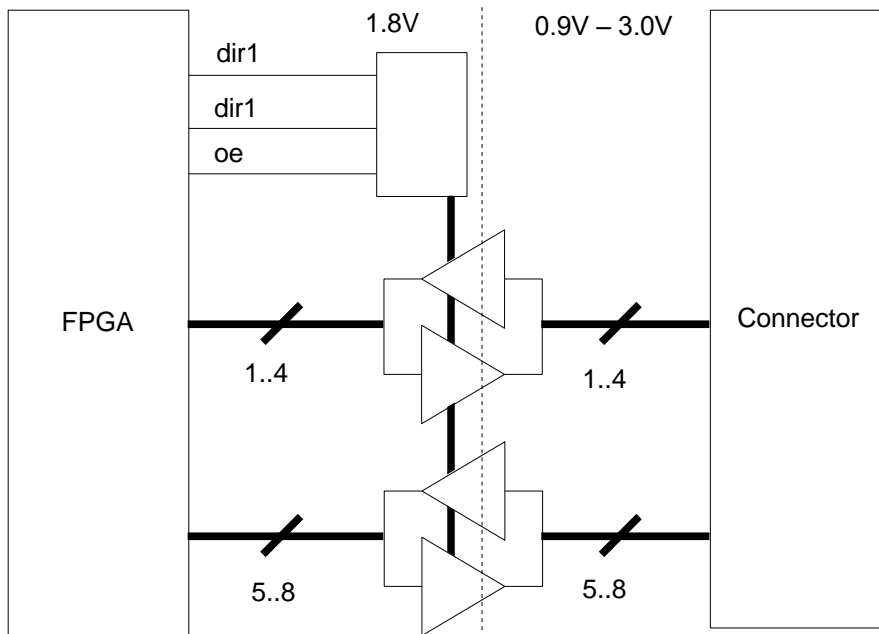 1.8V
0.9V – 3.0V
dir1
dir1
oe
FPGA
Connector
1..4
1..4
5..8
5..8